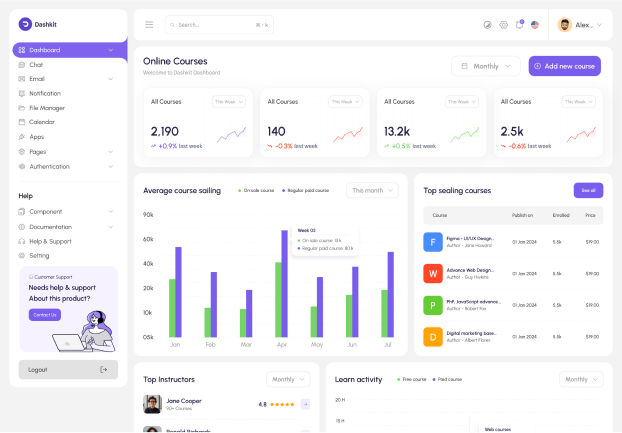 Dashkit
Dashboard
Chat
Email
Notification
File Manager
Calendar
Apps
Pages
Authentication
Help
Component
Documentation
Help & Support
Setting
Customer Support
Needs help & support
About this product?
Contact Us
Logout
Search...
⌘ - k
Alex...
Online Courses
Welcome to Dashkit Dashboard
Monthly
Add new course
All Courses
This Week
2.190
+0.9% last week
All Courses
This Week
140
-0.3% last week
All Courses
This Week
13.2k
+0.5% last week
All Courses
This Week
2.5k
-0.6% last week
Average course sailing
On sale course
Regular paid course
This month
90k
60k
40k
20k
10k
05k
Week 03
On sale course: 13k
Regular paid course: 80k
Jan
Feb
Mar
Apr
May
Jun
Jul
Top sealing courses
See all
Course
Publish on
Enrolled
Price
F
Figma - UI/UX Design..
Author - Jane Howard
01 Jan 2024
5.5k
$19.00
W
Advance Web Design..
Author - Guy Hwkins
01 Jan 2024
5.5k
$19.00
P
PHP, JavaScript advance..
Author - Robert Fox
01 Jan 2024
5.5k
$19.00
D
Digital marketing base..
Author - Albert Flores
01 Jan 2024
5.5k
$19.00
Top Instructors
Monthly
Jane Cooper
90+ Courses
4.8
Learn activity
Free course
Paid course
Monthly
20 H
15 H
Web courses